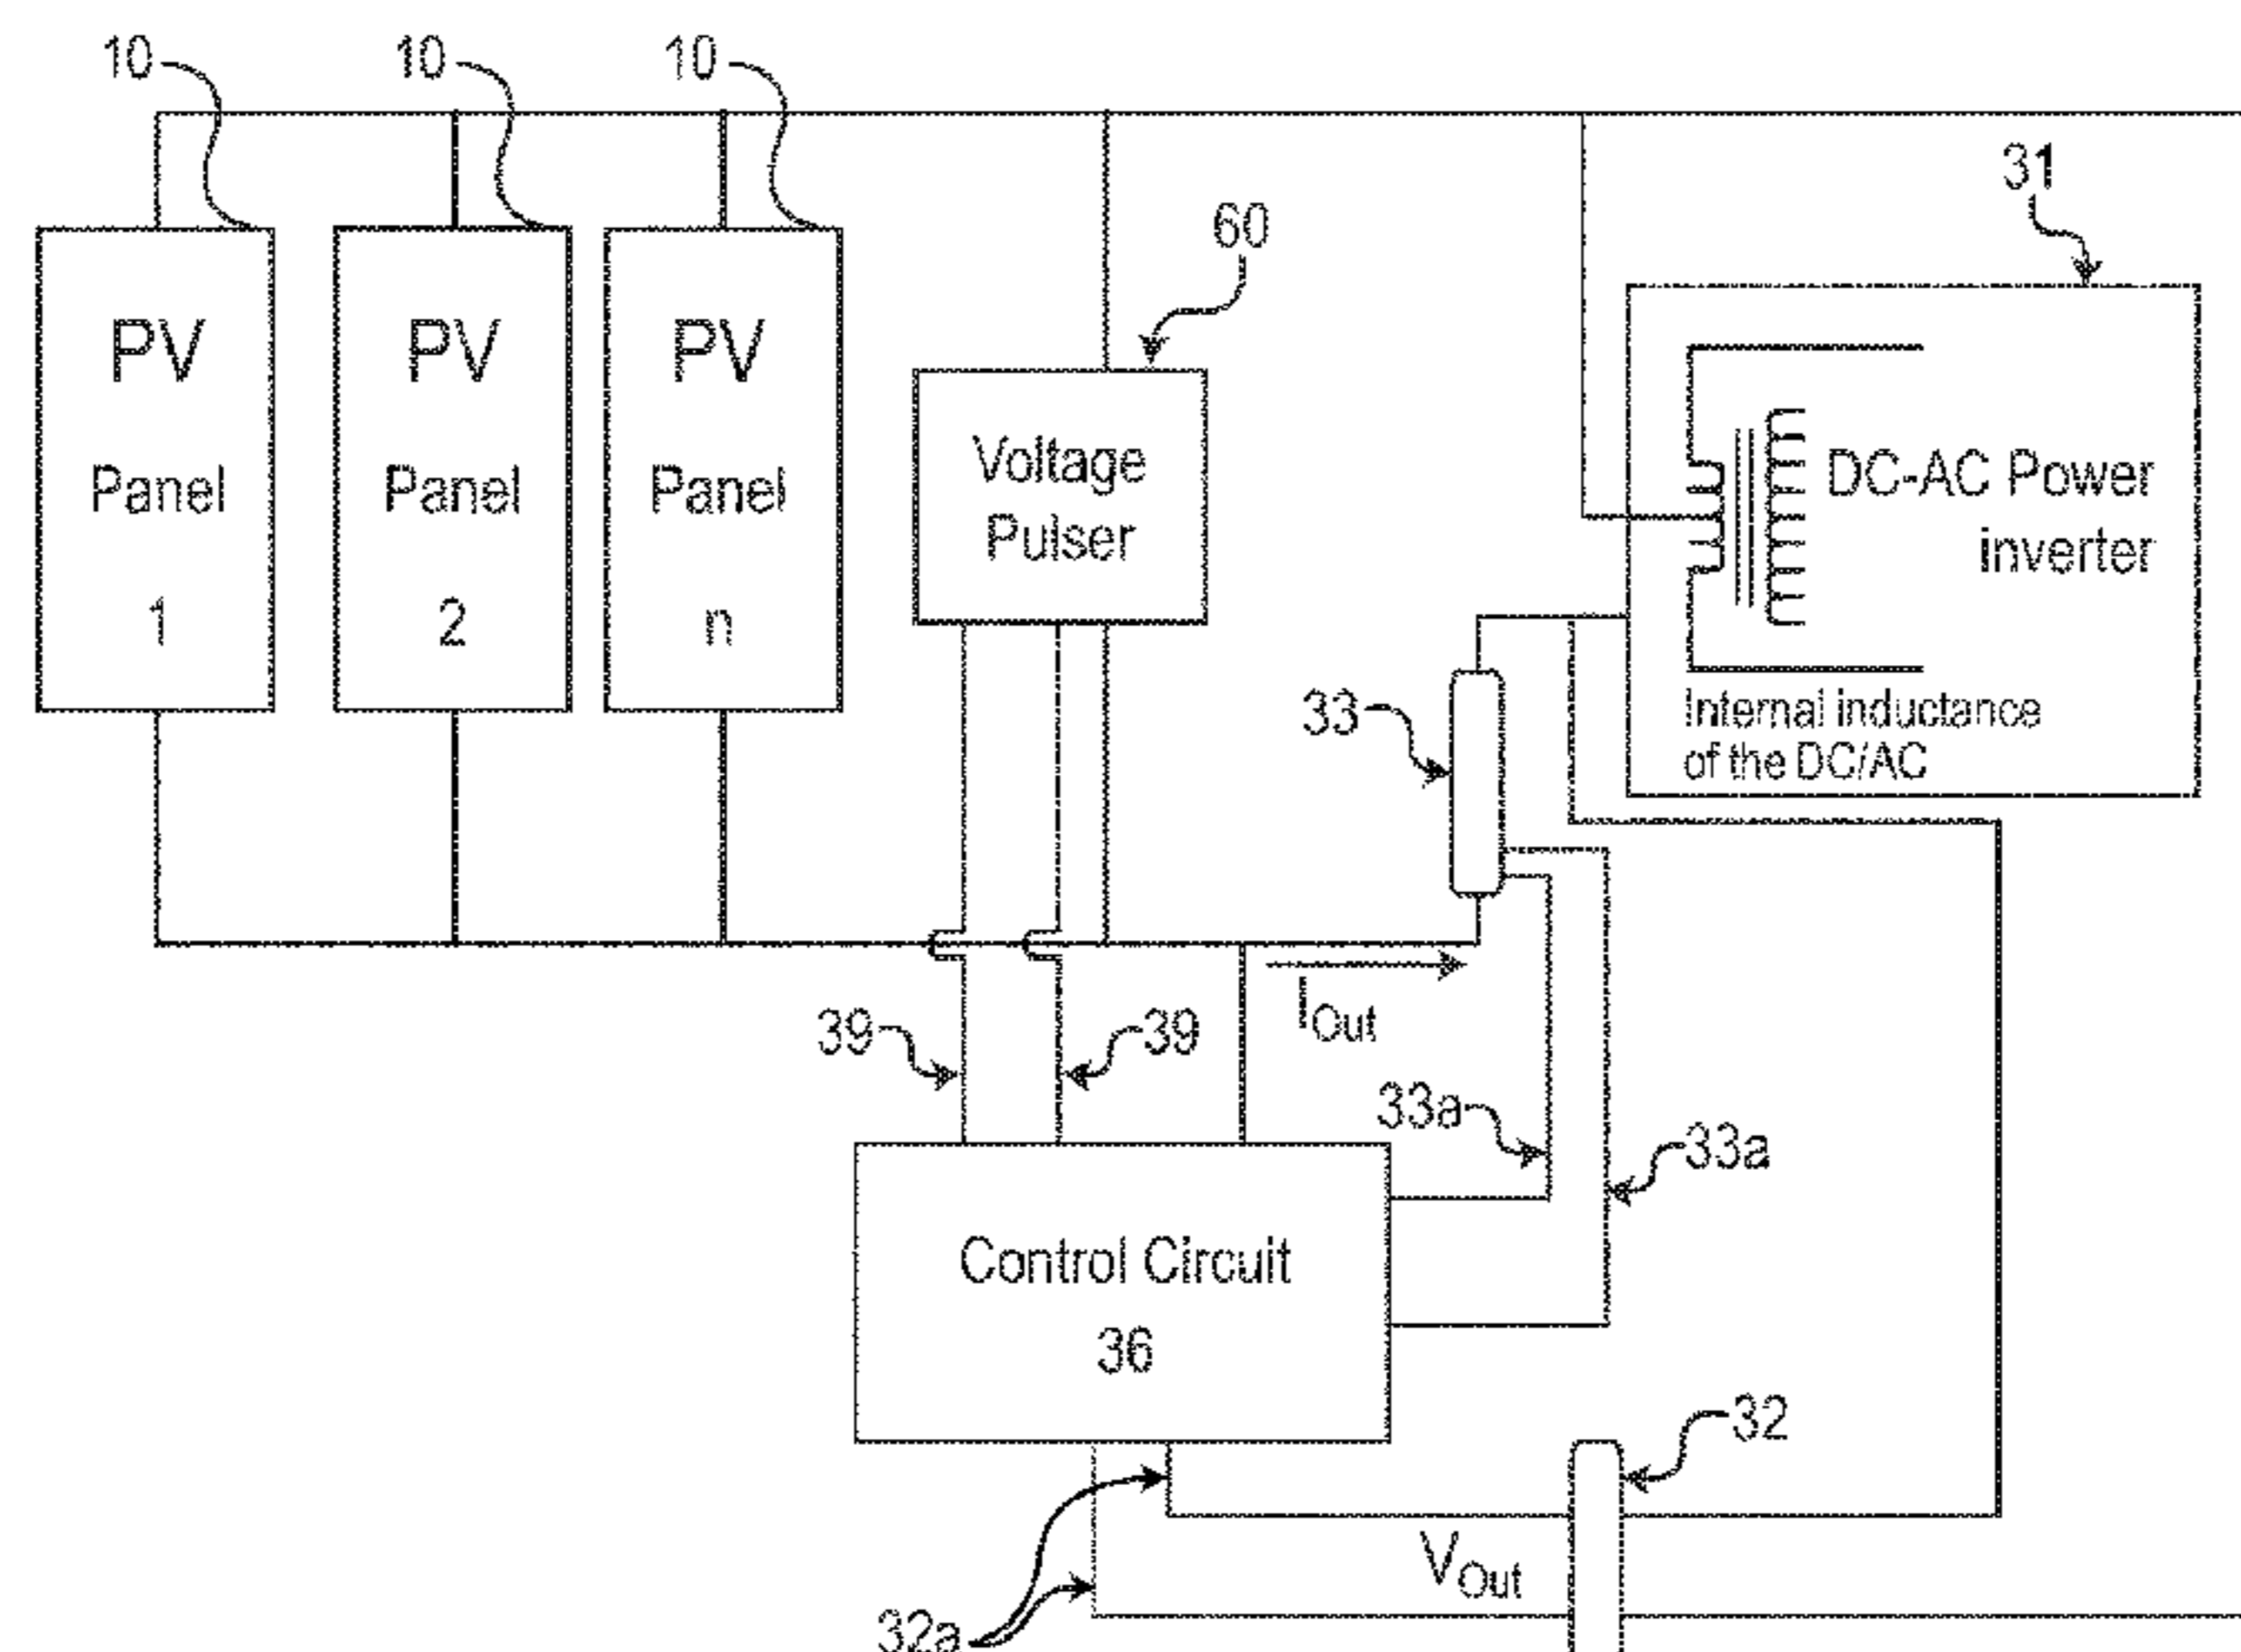 10
10
10
31
60
PV
Panel
1
PV
Panel
2
PV
Panel
n
Voltage
Pulser
DC-AC Power
inverter
Internal inductance
of the DC/AC
33
IOut
39
39
33a
33a
Control Circuit
36
32
VOut
32a